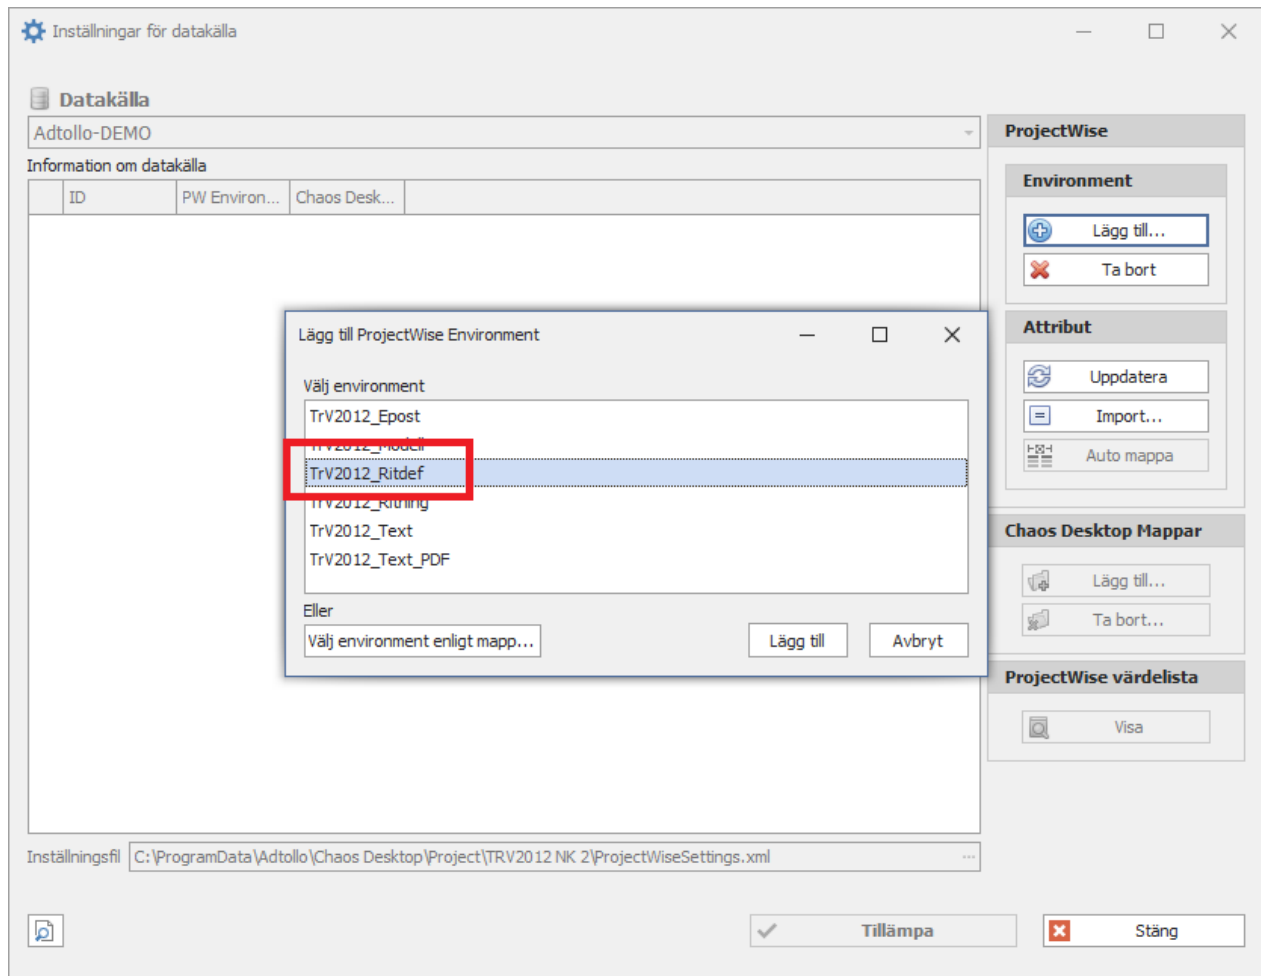 Inställningar för datakälla
Datakälla
Adtollo-DEMO
Information om datakälla
ID
PW Environ...
Chaos Desk...
ProjectWise
Environment
Lägg till...
Ta bort
Attribut
Uppdatera
Import...
Auto mappa
Chaos Desktop Mappar
Lägg till...
Ta bort...
ProjectWise värdelista
Visa
Lägg till ProjectWise Environment
Välj environment
TrV2012_Epost
TrV2012_Modell
TrV2012_Ritdef
TrV2012_Ritning
TrV2012_Text
TrV2012_Text_PDF
Eller
Välj environment enligt mapp...
Lägg till
Avbryt
Inställningsfil
C:\ProgramData\Adtollo\Chaos Desktop\Project\TRV2012 NK 2\ProjectWiseSettings.xml
...
Tillämpa
Stäng